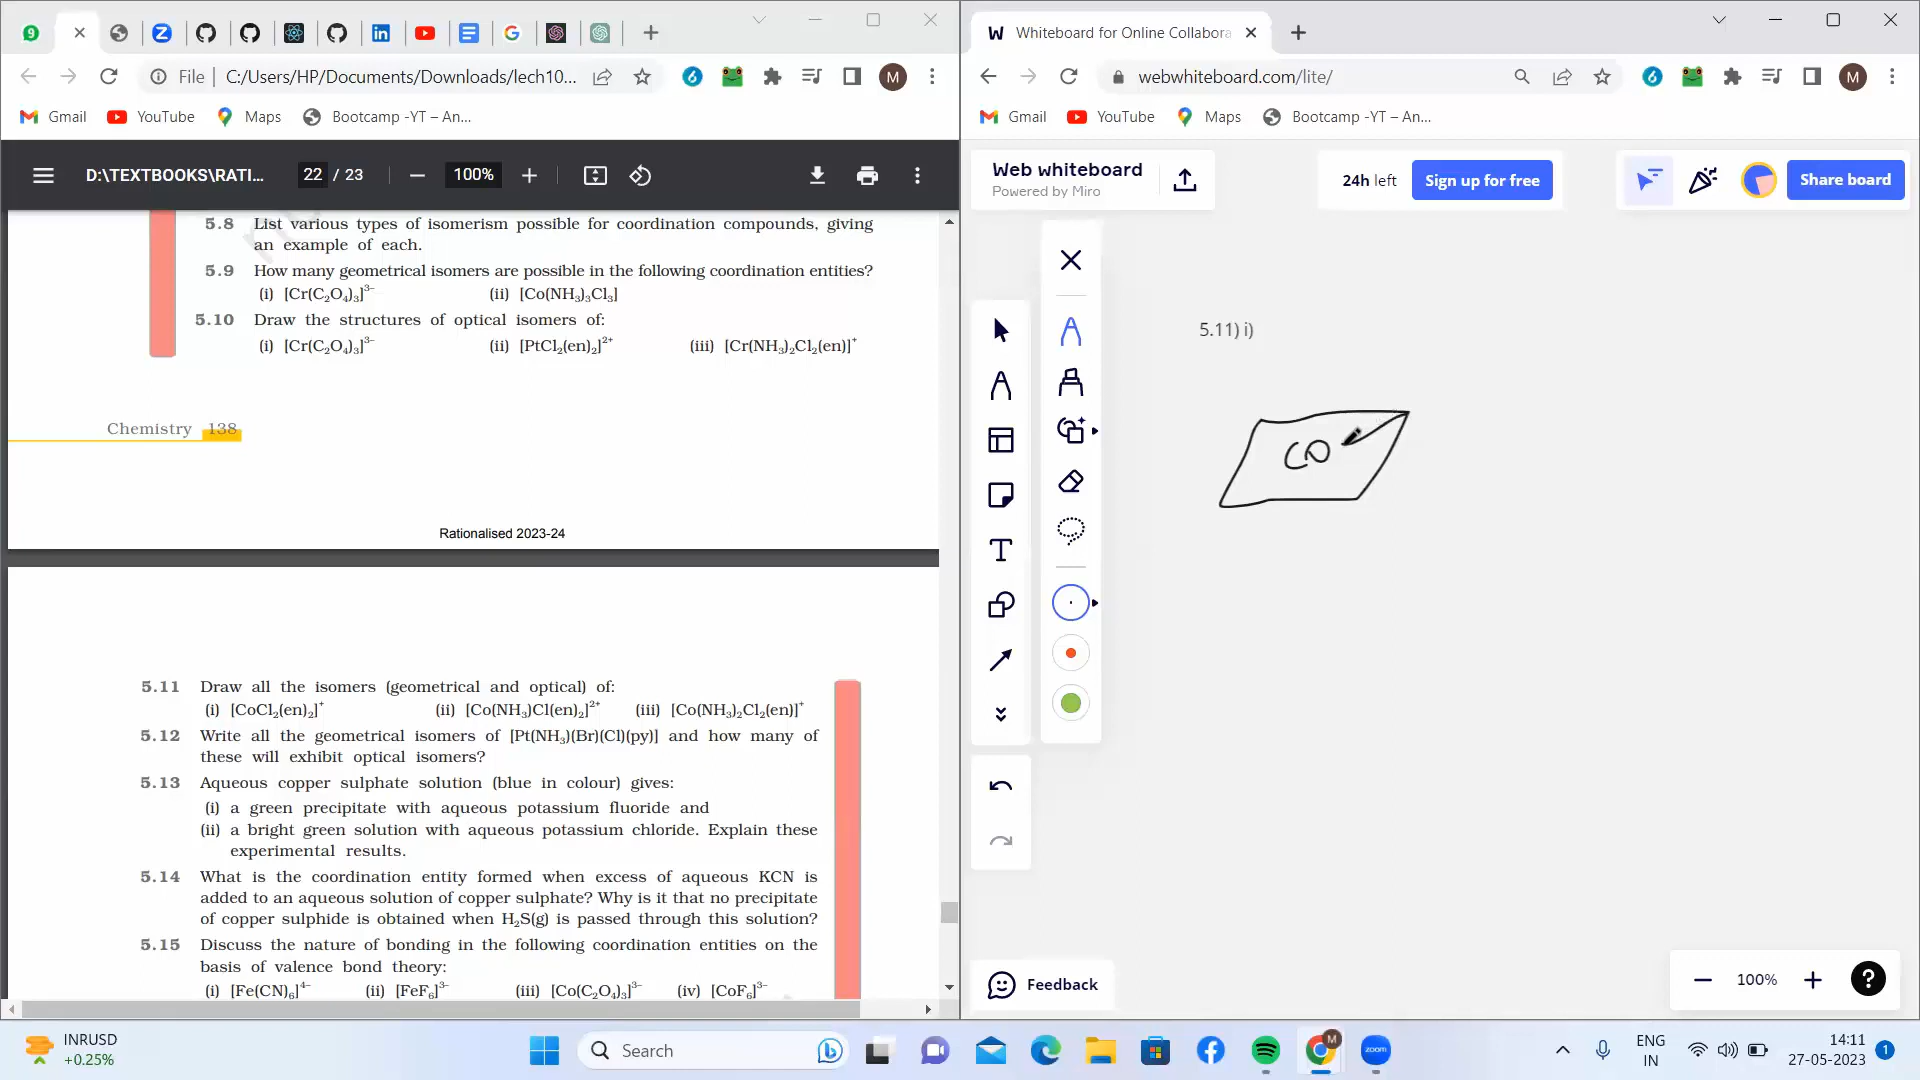 9
Whiteboard for Online Collabora
File C:/Users/HP/Documents/Downloads/lech10...
M
webwhiteboard.com/lite/
M
Gmail YouTube Maps Bootcamp -YT – An...
Gmail YouTube Maps Bootcamp -YT – An...
D:\TEXTBOOKS\RATI... 22 / 23 100%
Web whiteboard
Powered by Miro
24h left Sign up for free
Share board
5.8 List various types of isomerism possible for coordination compounds, giving
an example of each.
5.9 How many geometrical isomers are possible in the following coordination entities?
(i) [Cr(C₂O₄)₃]³⁻ (ii) [Co(NH₃)₃Cl₃]
5.10 Draw the structures of optical isomers of:
(i) [Cr(C₂O₄)₃]³⁻ (ii) [PtCl₂(en)₂]²⁺ (iii) [Cr(NH₃)₂Cl₂(en)]⁺
Chemistry 138
Rationalised 2023-24
5.11 Draw all the isomers (geometrical and optical) of:
(i) [CoCl₂(en)₂]⁺ (ii) [Co(NH₃)Cl(en)₂]²⁺ (iii) [Co(NH₃)₂Cl₂(en)]⁺
5.12 Write all the geometrical isomers of [Pt(NH₃)(Br)(Cl)(py)] and how many of
these will exhibit optical isomers?
5.13 Aqueous copper sulphate solution (blue in colour) gives:
(i) a green precipitate with aqueous potassium fluoride and
(ii) a bright green solution with aqueous potassium chloride. Explain these
experimental results.
5.14 What is the coordination entity formed when excess of aqueous KCN is
added to an aqueous solution of copper sulphate? Why is it that no precipitate
of copper sulphide is obtained when H₂S(g) is passed through this solution?
5.15 Discuss the nature of bonding in the following coordination entities on the
basis of valence bond theory:
(i) [Fe(CN)₆]⁴⁻ (ii) [FeF₆]³⁻ (iii) [Co(C₂O₄)₃]³⁻ (iv) [CoF₆]³⁻
5.11) i)
CO
Feedback
100%
INRUSD
+0.25%
Search
M
zoom
ENG
IN
14:11
27-05-2023
1